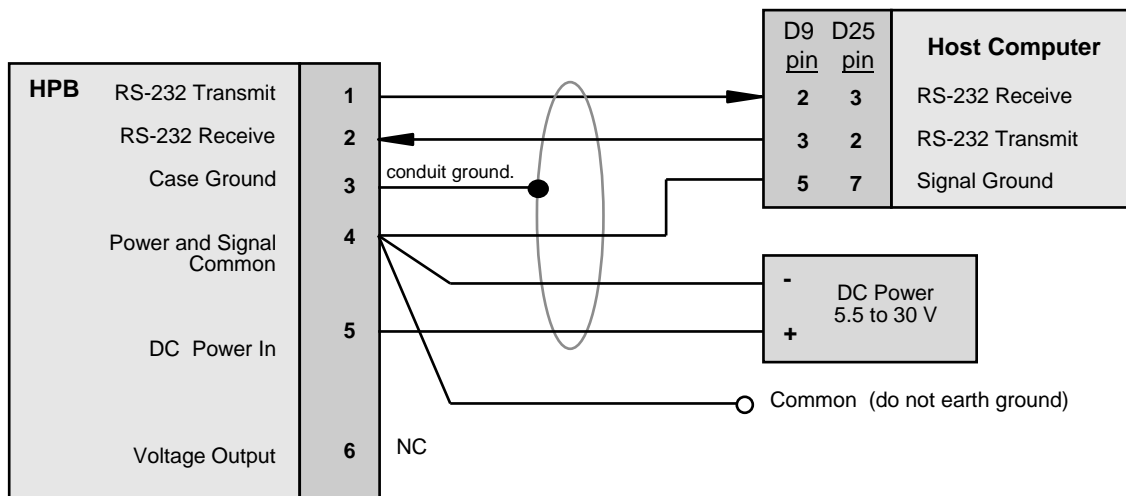 HPB
RS-232 Transmit 1
RS-232 Receive 2
Case Ground 3 conduit ground.
Power and Signal 4
Common
DC Power In 5
Voltage Output 6 NC
D9 D25 Host Computer
pin pin
2 3 RS-232 Receive
3 2 RS-232 Transmit
5 7 Signal Ground
- DC Power
5.5 to 30 V
+
Common (do not earth ground)